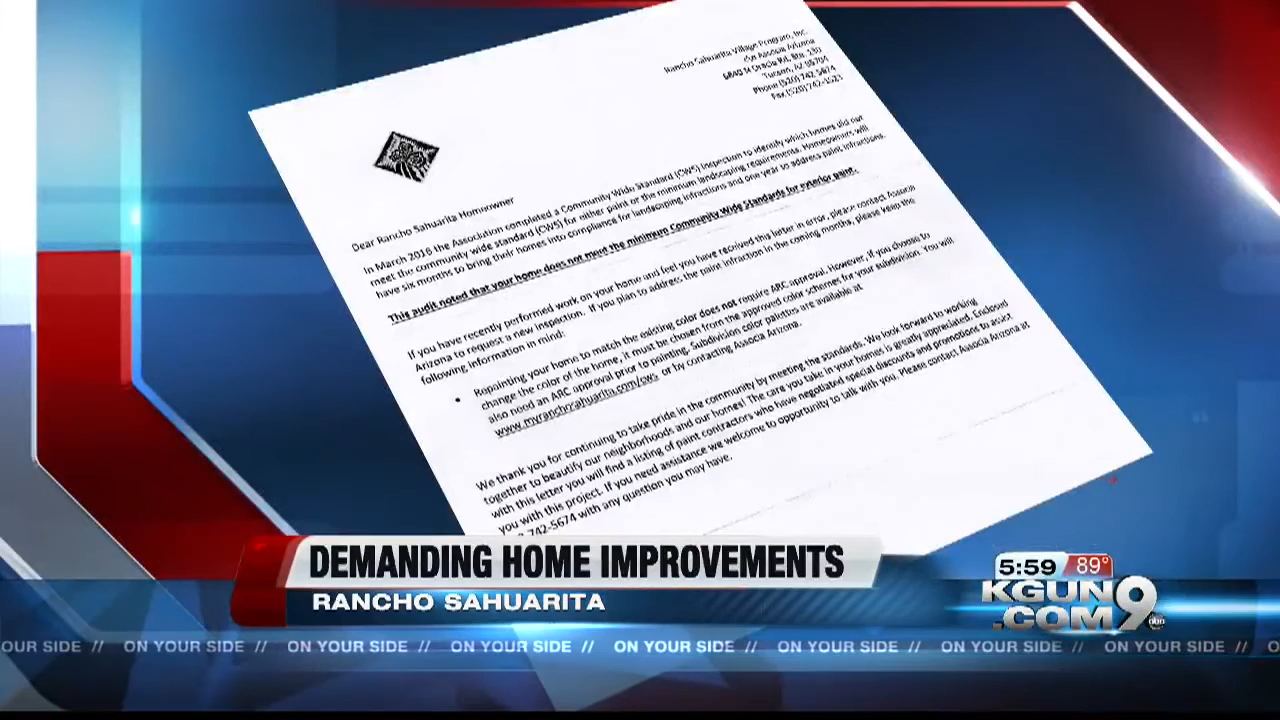 Rancho Sahuarita Village Program, Inc.
c/o Associa Arizona
Tucson, AZ 85704
Phone (520) 742-5674
Dear Rancho Sahuarita Homeowner
In March 2016 the Association completed a Community Wide Standard (CWS) inspection to identify which homes did not
meet the community wide standard (CWS) for either paint or the minimum landscaping requirements. Homeowners will
have six months to bring their homes into compliance for landscaping infractions and one year to address paint infractions.
This audit noted that your home does not meet the minimum Community Wide Standards for exterior paint.
If you have recently performed work on your home and feel you have received this letter in error, please contact Associa
Arizona to request a new inspection. If you plan to address the paint infraction in the coming months, please keep the
following information in mind:
• Repainting your home to match the existing color does not require ARC approval. However, if you choose to
change the color of the home, it must be chosen from the approved color schemes for your subdivision. You will
also need an ARC approval prior to painting. Subdivision color palettes are available at
www.myranchosahuarita.com/cws or by contacting Associa Arizona.
We thank you for continuing to take pride in the community by meeting the standards. We look forward to working
together to beautify our neighborhoods and our homes! The care you take in your homes is greatly appreciated. Enclosed
with this letter you will find a listing of paint contractors who have negotiated special discounts and promotions to assist
you with this project. If you need assistance we welcome to opportunity to talk with you. Please contact Associa Arizona at
742-5674 with any question you may have.
DEMANDING HOME IMPROVEMENTS
RANCHO SAHUARITA
5:59 89°
KGUN9
.COM abc
OUR SIDE // ON YOUR SIDE // ON YOUR SIDE // ON YOUR SIDE // ON YOUR SIDE // ON YOUR SIDE // ON YOUR SIDE // ON YOUR SIDE // O